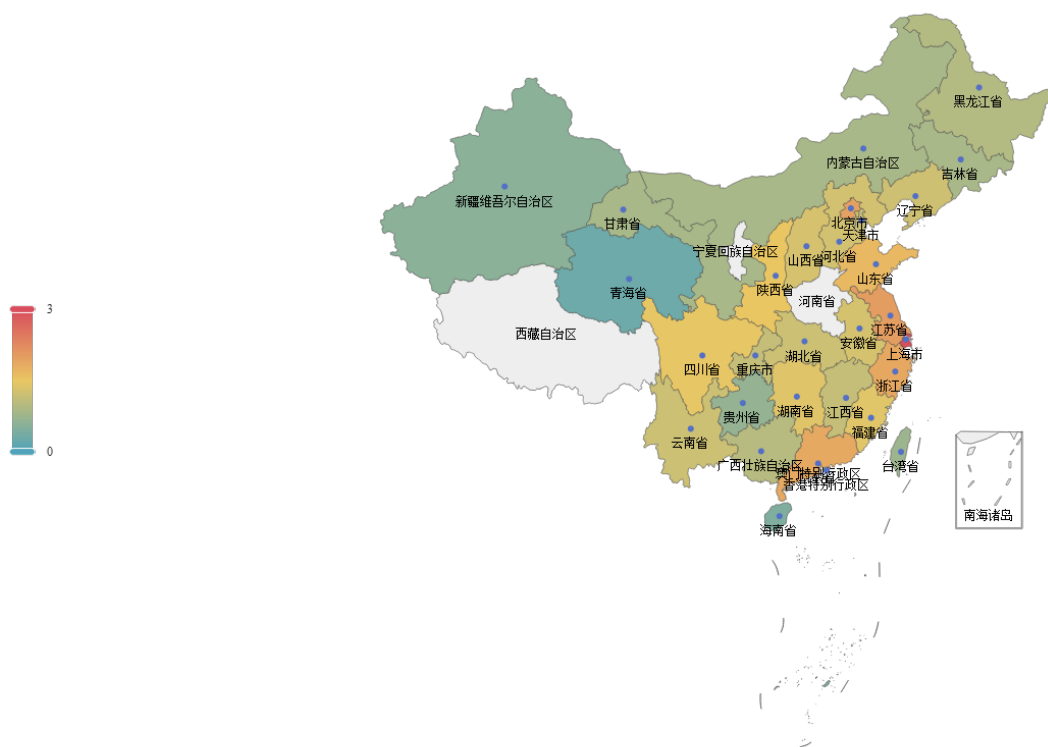 黑龙江省
内蒙古自治区
吉林省
新疆维吾尔自治区
辽宁省
甘肃省
北京市
天津市
宁夏回族自治区
山西省
河北省
山东省
青海省
陕西省
河南省
3
西藏自治区
江苏省
安徽省
上海市
湖北省
四川省
重庆市
浙江省
湖南省
江西省
贵州省
福建省
云南省
0
广西壮族自治区
台湾省
香港特别行政区
南海诸岛
海南省